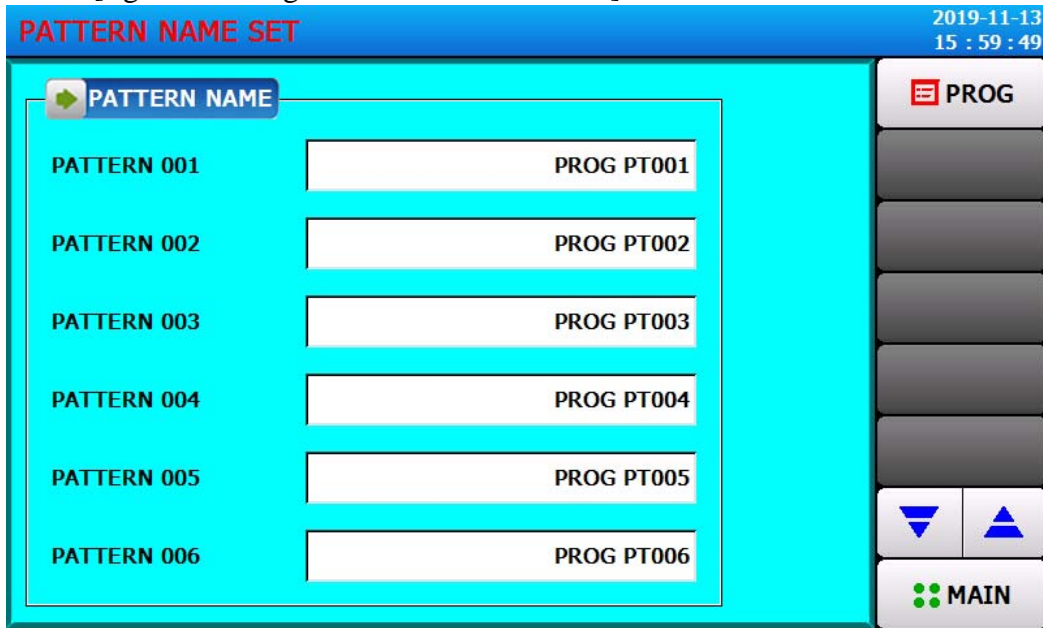 PATTERN NAME SET
2019-11-13
15 : 59 : 49
PATTERN NAME
PROG
PATTERN 001 PROG PT001
PATTERN 002 PROG PT002
PATTERN 003 PROG PT003
PATTERN 004 PROG PT004
PATTERN 005 PROG PT005
PATTERN 006 PROG PT006
MAIN